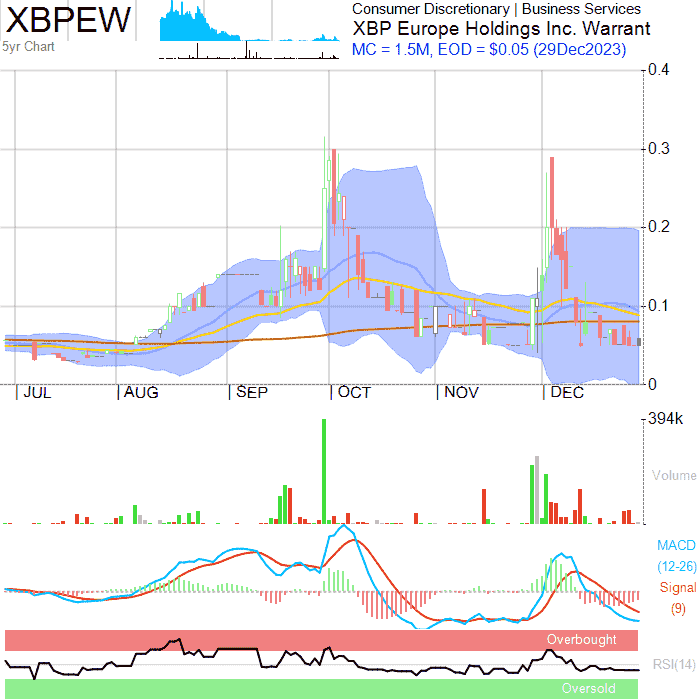 XBPEW
5yr Chart
Consumer Discretionary | Business Services
XBP Europe Holdings Inc. Warrant
MC = 1.5M, EOD = $0.05 (29Dec2023)
0.4
0.3
0.2
0.1
0
JUL AUG SEP OCT NOV DEC
394k
Volume
MACD
(12-26)
Signal
(9)
Overbought
RSI(14)
Oversold